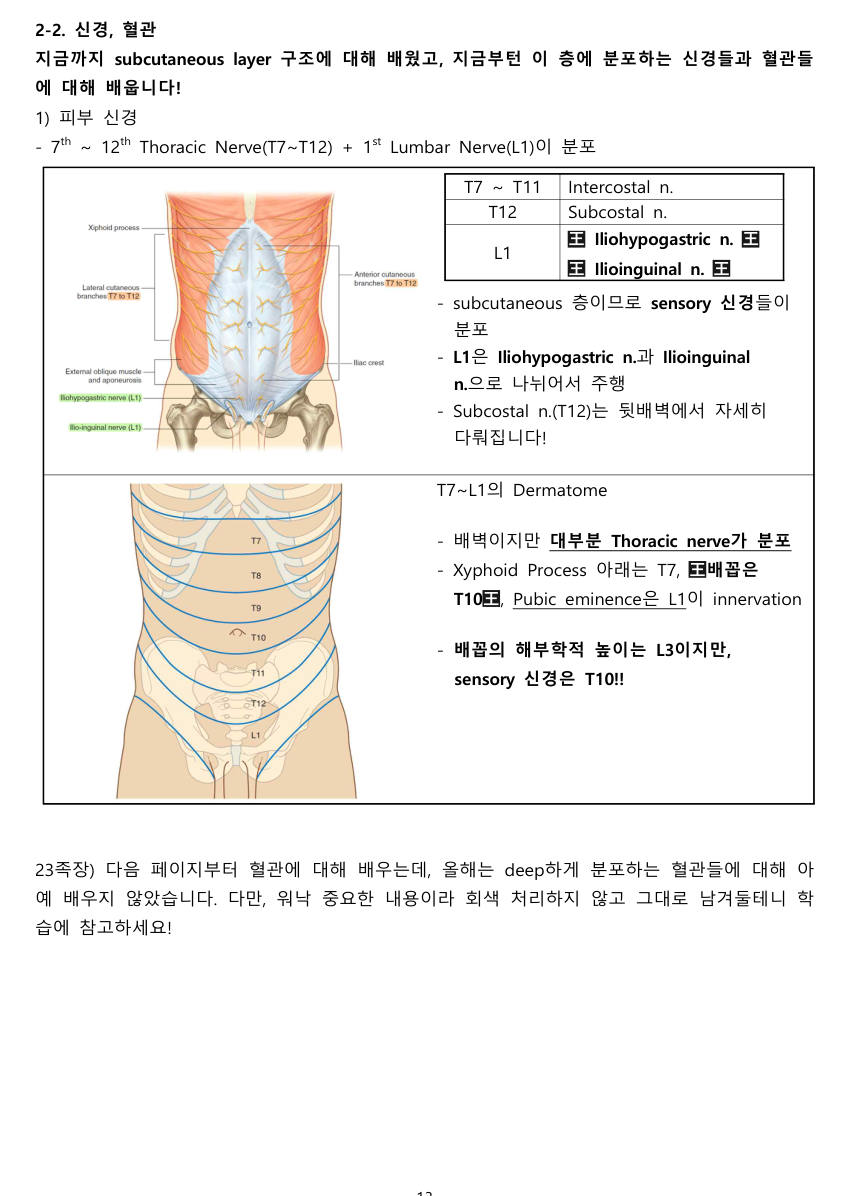 2-2. 신경, 혈관
지금까지 subcutaneous layer 구조에 대해 배웠고, 지금부턴 이 층에 분포하는 신경들과 혈관들
에 대해 배웁니다!
1) 피부 신경
- 7th ~ 12th Thoracic Nerve(T7~T12) + 1st Lumbar Nerve(L1)이 분포
Xiphoid process
Lateral cutaneous
branches T7 to T12
External oblique muscle
and aponeurosis
Iliohypogastric nerve (L1)
Ilio-inguinal nerve (L1)
Anterior cutaneous
branches T7 to T12
Iliac crest
T7 ~ T11 Intercostal n.
T12 Subcostal n.
L1
王 Iliohypogastric n. 王
王 Ilioinguinal n. 王
- subcutaneous 층이므로 sensory 신경들이
분포
- L1은 Iliohypogastric n.과 Ilioinguinal
n.으로 나뉘어서 주행
- Subcostal n.(T12)는 뒷배벽에서 자세히
다뤄집니다!
T7
T8
T9
T10
T11
T12
L1
T7~L1의 Dermatome
- 배벽이지만 대부분 Thoracic nerve가 분포
- Xyphoid Process 아래는 T7, 王배꼽은
T10王, Pubic eminence은 L1이 innervation
- 배꼽의 해부학적 높이는 L3이지만,
sensory 신경은 T10!!
23족장) 다음 페이지부터 혈관에 대해 배우는데, 올해는 deep하게 분포하는 혈관들에 대해 아
예 배우지 않았습니다. 다만, 워낙 중요한 내용이라 회색 처리하지 않고 그대로 남겨둘테니 학
습에 참고하세요!